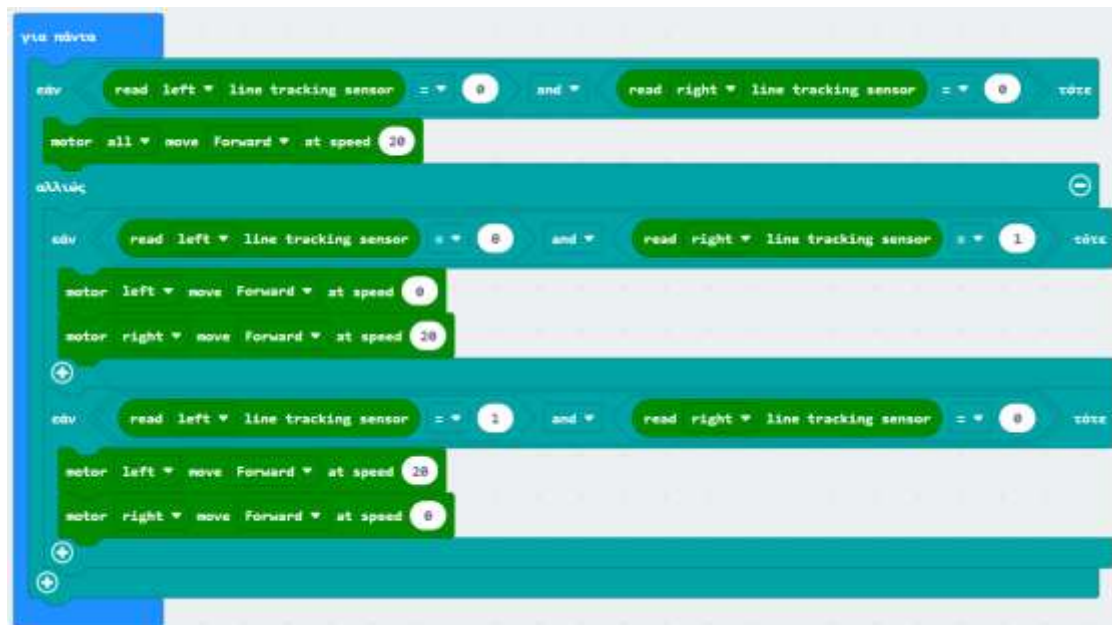 για πάντα
εάν read left line tracking sensor = 0 and read right line tracking sensor = 0 τότε
motor all move Forward at speed 20
αλλιώς
εάν read left line tracking sensor = 0 and read right line tracking sensor = 1 τότε
motor left move Forward at speed 0
motor right move Forward at speed 20
εάν read left line tracking sensor = 1 and read right line tracking sensor = 0 τότε
motor left move Forward at speed 20
motor right move Forward at speed 0